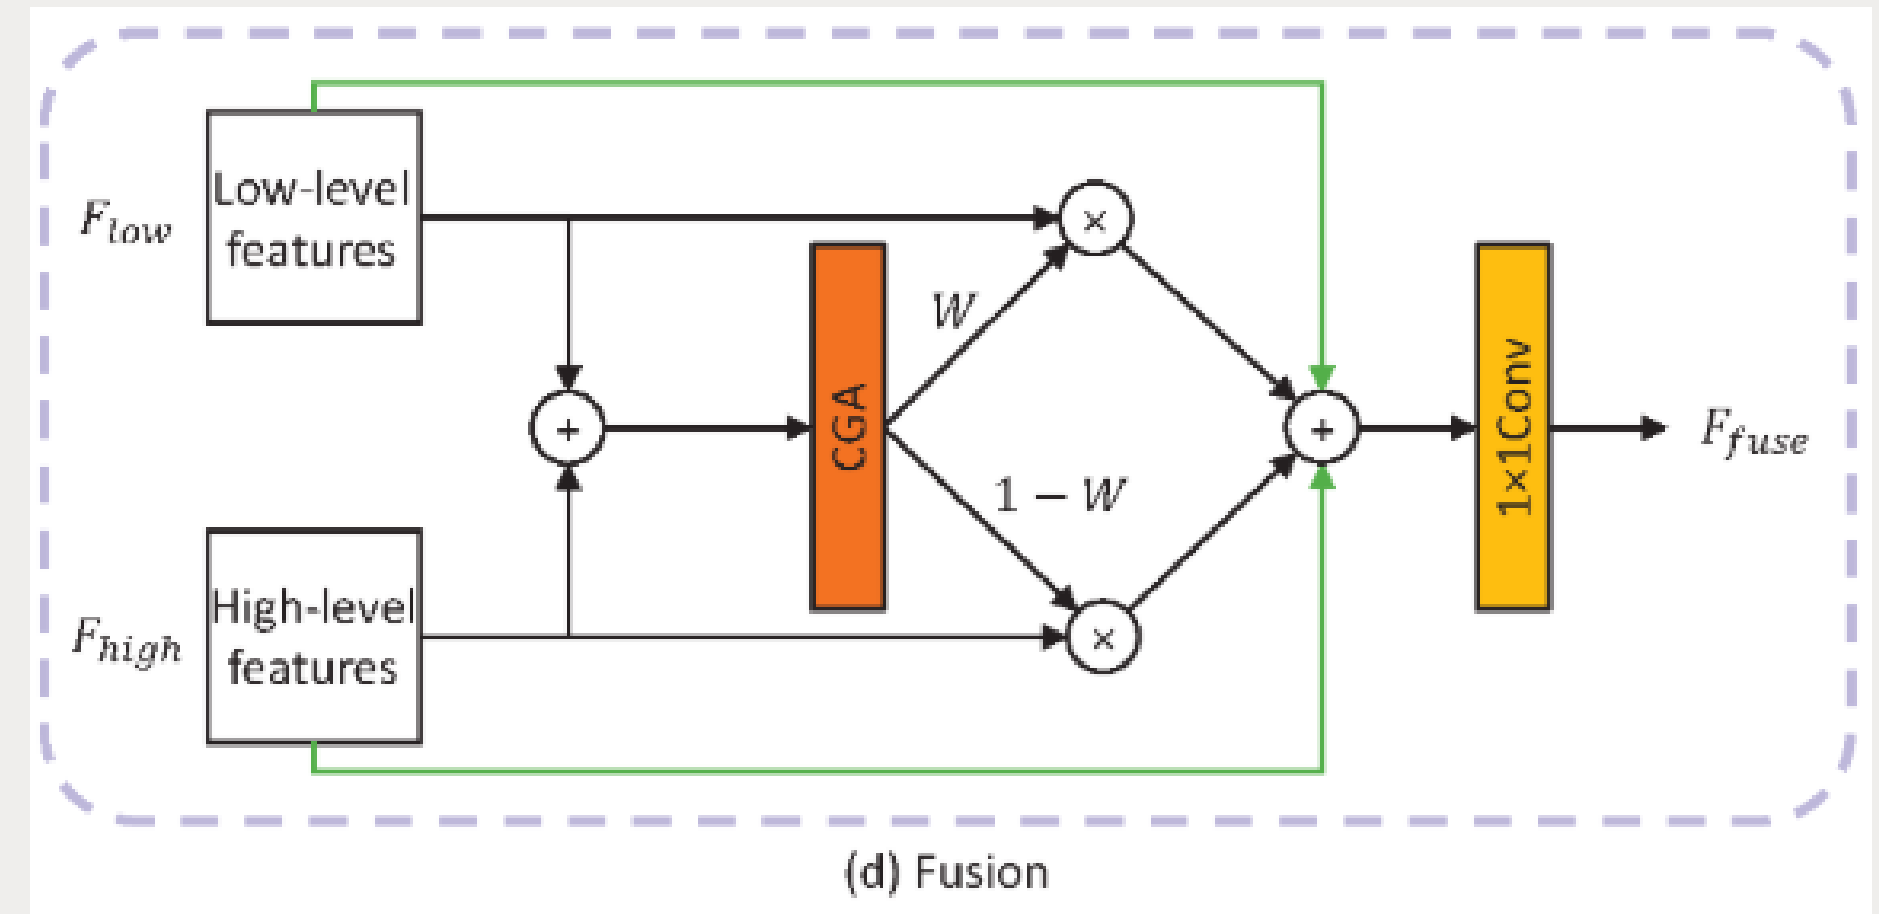 F_low
Low-level
features
×
W
CGA
+
+
1×1Conv
F_fuse
1 − W
F_high
High-level
features
×
(d) Fusion